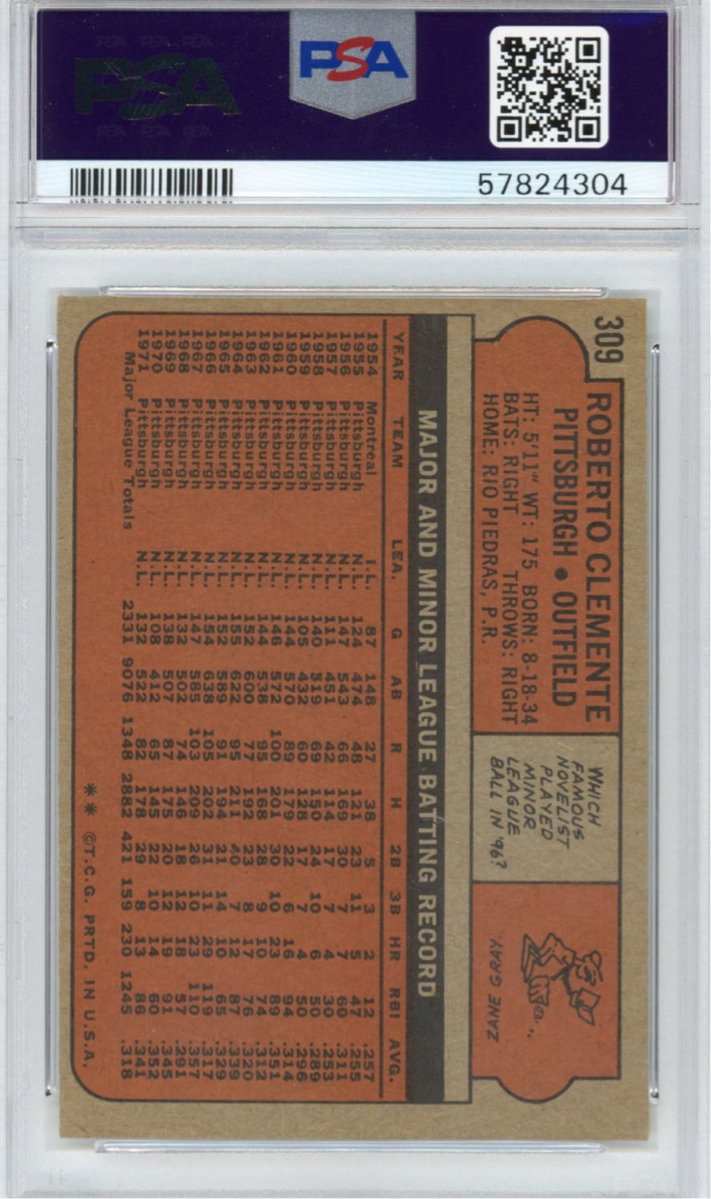 PSA
PSA PSA PSA
PSA
PSA PSA PSA
57824304
309
ROBERTO CLEMENTE
PITTSBURGH • OUTFIELD
HT: 5'11" WT: 175 BORN: 8-18-34
BATS: RIGHT THROWS: RIGHT
HOME: RIO PIEDRAS, P.R.
WHICH
FAMOUS
NOVELIST
PLAYED
MINOR
LEAGUE
BALL IN '96?
ZANE GRAY.
MAJOR AND MINOR LEAGUE BATTING RECORD
YEAR TEAM LEA. G AB R H 2B 3B HR RBI AVG.
1954 Montreal I.L. 87 148 27 38 5 3 2 12 .257
1955 Pittsburgh N.L. 124 474 48 121 23 11 5 47 .255
1956 Pittsburgh N.L. 147 543 66 169 30 7 7 60 .311
1957 Pittsburgh N.L. 111 451 42 114 17 7 4 30 .253
1958 Pittsburgh N.L. 140 519 69 150 24 10 6 50 .289
1959 Pittsburgh N.L. 105 432 60 128 17 7 4 50 .296
1960 Pittsburgh N.L. 144 570 89 179 22 6 16 94 .314
1961 Pittsburgh N.L. 146 572 100 201 30 10 23 89 .351
1962 Pittsburgh N.L. 144 538 95 168 28 9 10 74 .312
1963 Pittsburgh N.L. 152 600 77 192 23 8 17 76 .320
1964 Pittsburgh N.L. 155 622 95 211 40 7 12 87 .339
1965 Pittsburgh N.L. 152 589 91 194 21 14 10 65 .329
1966 Pittsburgh N.L. 154 638 105 202 31 11 29 119 .317
1967 Pittsburgh N.L. 147 585 103 209 26 10 23 110 .357
1968 Pittsburgh N.L. 132 502 74 146 18 12 18 57 .291
1969 Pittsburgh N.L. 138 507 87 175 20 12 19 91 .345
1970 Pittsburgh N.L. 108 412 65 145 22 10 14 60 .352
1971 Pittsburgh N.L. 132 522 82 178 29 8 13 86 .341
Major League Totals 2331 9076 1348 2882 421 159 230 1245 .318
** ©T.C.G. PRTD. IN U.S.A.